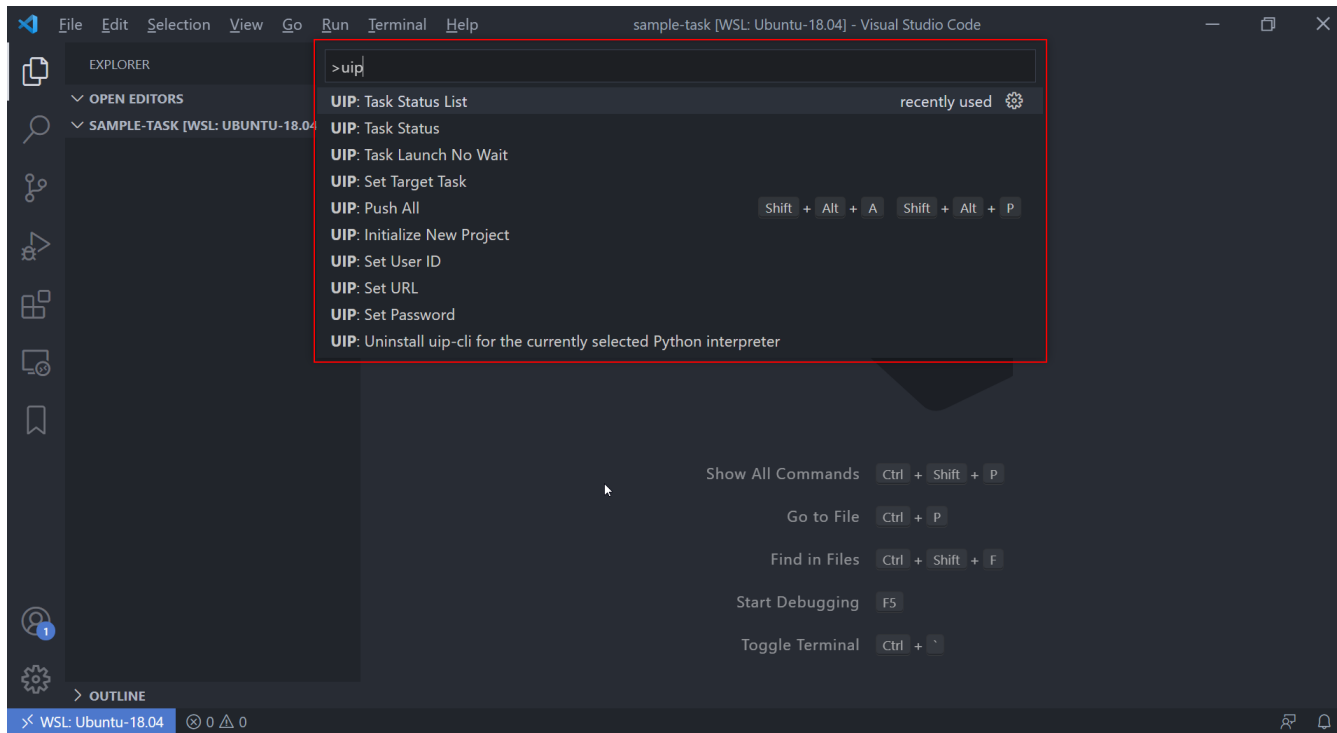 File Edit Selection View Go Run Terminal Help sample-task [WSL: Ubuntu-18.04] - Visual Studio Code
EXPLORER
>uip
OPEN EDITORS
SAMPLE-TASK [WSL: UBUNTU-18.04
UIP: Task Status List recently used
UIP: Task Status
UIP: Task Launch No Wait
UIP: Set Target Task
UIP: Push All Shift + Alt + A Shift + Alt + P
UIP: Initialize New Project
UIP: Set User ID
UIP: Set URL
UIP: Set Password
UIP: Uninstall uip-cli for the currently selected Python interpreter
Show All Commands Ctrl + Shift + P
Go to File Ctrl + P
Find in Files Ctrl + Shift + F
Start Debugging F5
Toggle Terminal Ctrl + `
1
OUTLINE
WSL: Ubuntu-18.04 0 0